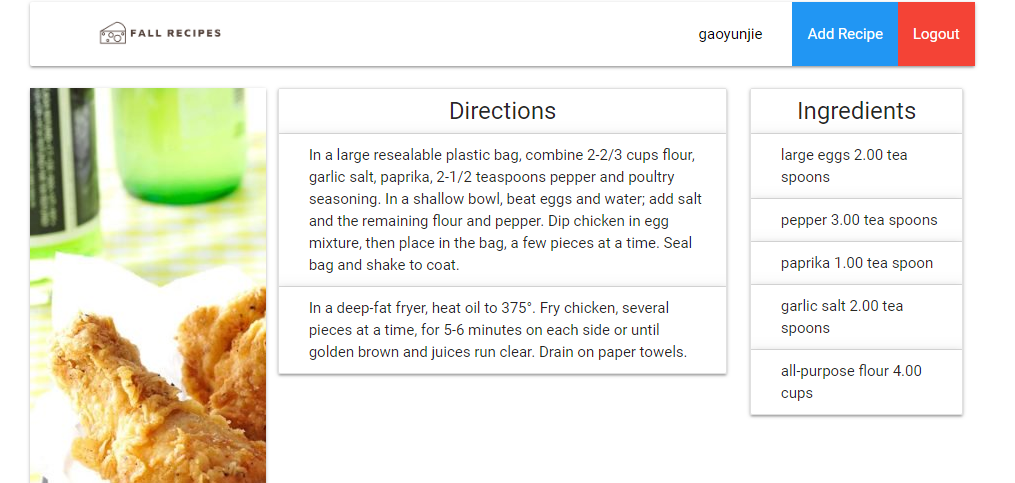 FALL RECIPES
gaoyunjie
Add Recipe
Logout
Directions
In a large resealable plastic bag, combine 2-2/3 cups flour,
garlic salt, paprika, 2-1/2 teaspoons pepper and poultry
seasoning. In a shallow bowl, beat eggs and water; add salt
and the remaining flour and pepper. Dip chicken in egg
mixture, then place in the bag, a few pieces at a time. Seal
bag and shake to coat.
In a deep-fat fryer, heat oil to 375°. Fry chicken, several
pieces at a time, for 5-6 minutes on each side or until
golden brown and juices run clear. Drain on paper towels.
Ingredients
large eggs 2.00 tea
spoons
pepper 3.00 tea spoons
paprika 1.00 tea spoon
garlic salt 2.00 tea
spoons
all-purpose flour 4.00
cups